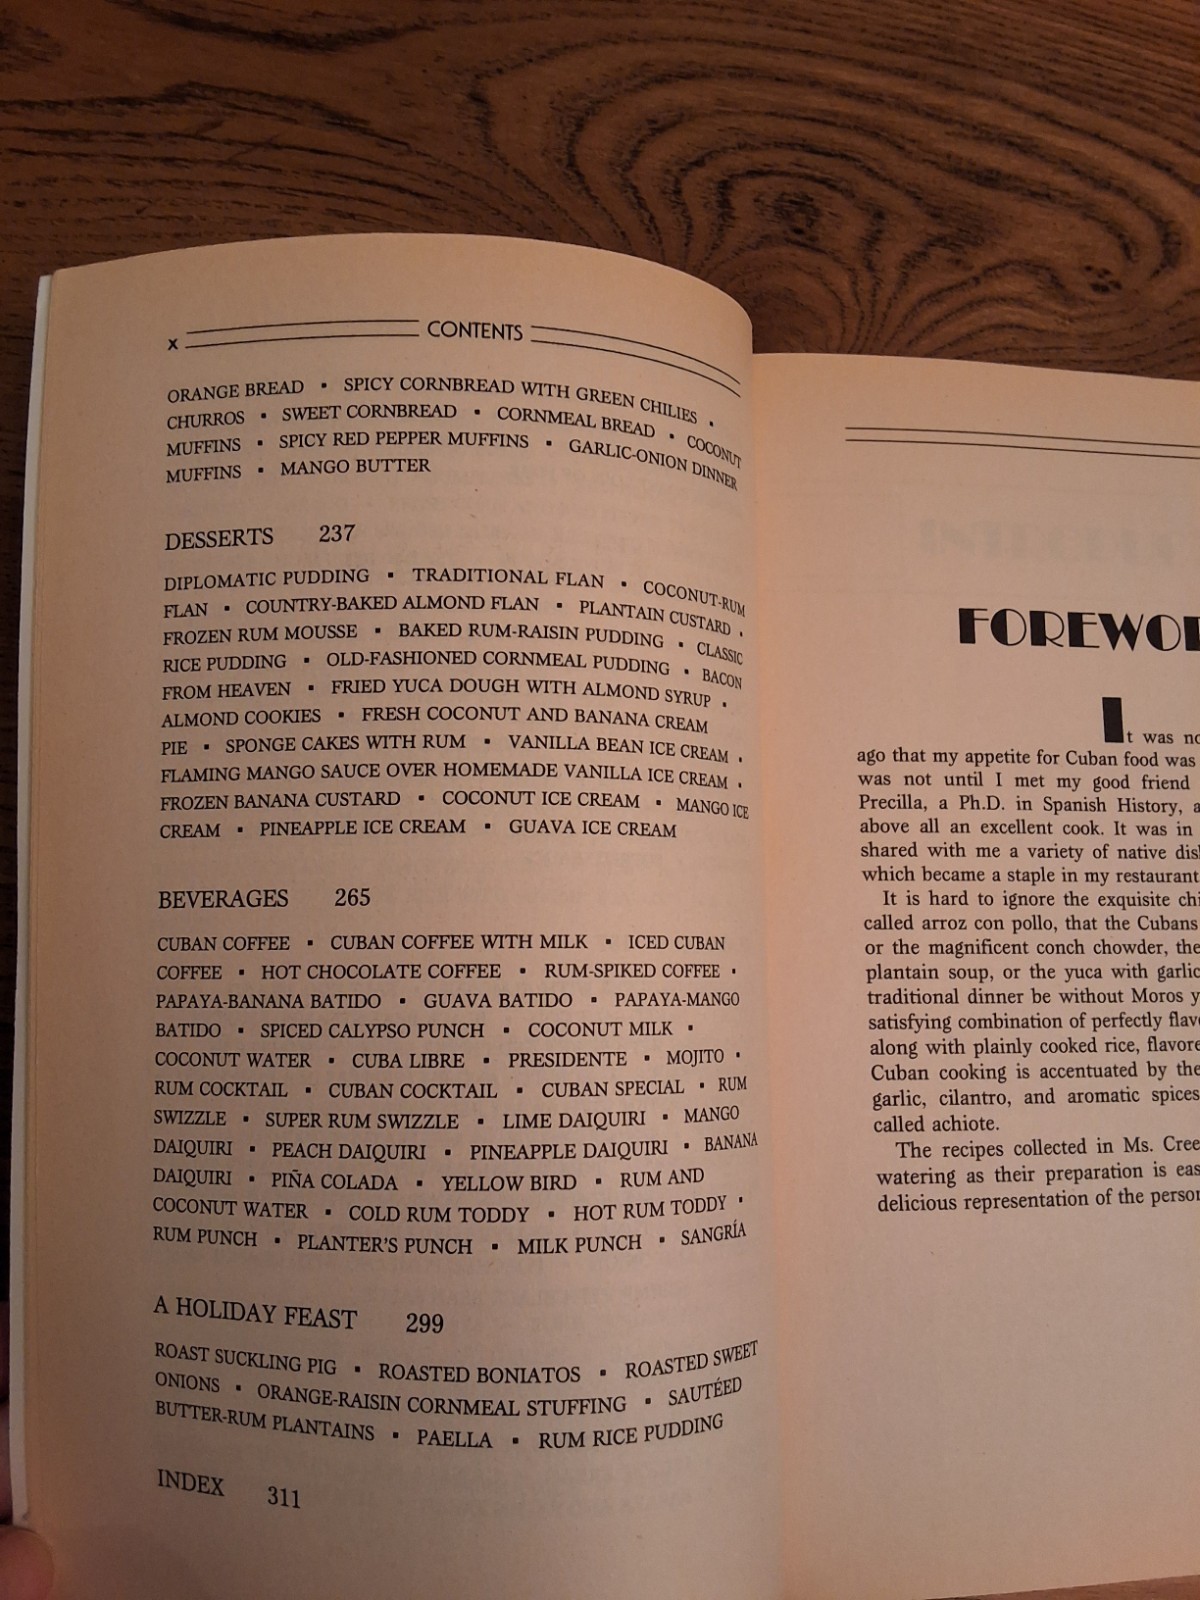 x CONTENTS
ORANGE BREAD ▪ SPICY CORNBREAD WITH GREEN CHILIES ▪
CHURROS ▪ SWEET CORNBREAD ▪ CORNMEAL BREAD ▪ COCONUT
MUFFINS ▪ SPICY RED PEPPER MUFFINS ▪ GARLIC-ONION DINNER
MUFFINS ▪ MANGO BUTTER
DESSERTS 237
DIPLOMATIC PUDDING ▪ TRADITIONAL FLAN ▪ COCONUT-RUM
FLAN ▪ COUNTRY-BAKED ALMOND FLAN ▪ PLANTAIN CUSTARD ▪
FROZEN RUM MOUSSE ▪ BAKED RUM-RAISIN PUDDING ▪ CLASSIC
RICE PUDDING ▪ OLD-FASHIONED CORNMEAL PUDDING ▪ BACON
FROM HEAVEN ▪ FRIED YUCA DOUGH WITH ALMOND SYRUP ▪
ALMOND COOKIES ▪ FRESH COCONUT AND BANANA CREAM
PIE ▪ SPONGE CAKES WITH RUM ▪ VANILLA BEAN ICE CREAM ▪
FLAMING MANGO SAUCE OVER HOMEMADE VANILLA ICE CREAM ▪
FROZEN BANANA CUSTARD ▪ COCONUT ICE CREAM ▪ MANGO ICE
CREAM ▪ PINEAPPLE ICE CREAM ▪ GUAVA ICE CREAM
BEVERAGES 265
CUBAN COFFEE ▪ CUBAN COFFEE WITH MILK ▪ ICED CUBAN
COFFEE ▪ HOT CHOCOLATE COFFEE ▪ RUM-SPIKED COFFEE ▪
PAPAYA-BANANA BATIDO ▪ GUAVA BATIDO ▪ PAPAYA-MANGO
BATIDO ▪ SPICED CALYPSO PUNCH ▪ COCONUT MILK ▪
COCONUT WATER ▪ CUBA LIBRE ▪ PRESIDENTE ▪ MOJITO ▪
RUM COCKTAIL ▪ CUBAN COCKTAIL ▪ CUBAN SPECIAL ▪ RUM
SWIZZLE ▪ SUPER RUM SWIZZLE ▪ LIME DAIQUIRI ▪ MANGO
DAIQUIRI ▪ PEACH DAIQUIRI ▪ PINEAPPLE DAIQUIRI ▪ BANANA
DAIQUIRI ▪ PIÑA COLADA ▪ YELLOW BIRD ▪ RUM AND
COCONUT WATER ▪ COLD RUM TODDY ▪ HOT RUM TODDY ▪
RUM PUNCH ▪ PLANTER'S PUNCH ▪ MILK PUNCH ▪ SANGRÍA
A HOLIDAY FEAST 299
ROAST SUCKLING PIG ▪ ROASTED BONIATOS ▪ ROASTED SWEET
ONIONS ▪ ORANGE-RAISIN CORNMEAL STUFFING ▪ SAUTÉED
BUTTER-RUM PLANTAINS ▪ PAELLA ▪ RUM RICE PUDDING
INDEX 311
It was
ago that my appetite for Cuban food was
was not until I met my good friend
Precilla, a Ph.D. in Spanish History,
above all an excellent cook. It was in
shared with me a variety of native
which became a staple in my restaurant
It is hard to ignore the exquisite
called arroz con pollo, that the Cubans
or the magnificent conch chowder, the
plantain soup, or the yuca with garlic
traditional dinner be without Moros y
satisfying combination of perfectly
along with plainly cooked rice,
Cuban cooking is accentuated by the
garlic, cilantro, and aromatic spices
called achiote.
The recipes collected in Ms.
watering as their preparation is
delicious representation of the